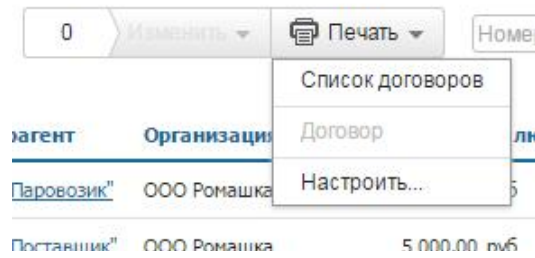 0 Изменить Печать Номер
Список договоров
рагент Организация Договор
Настроить...
Паровозик" ООО Ромашка
Поставщик" ООО Ромашка 5 000,00 руб